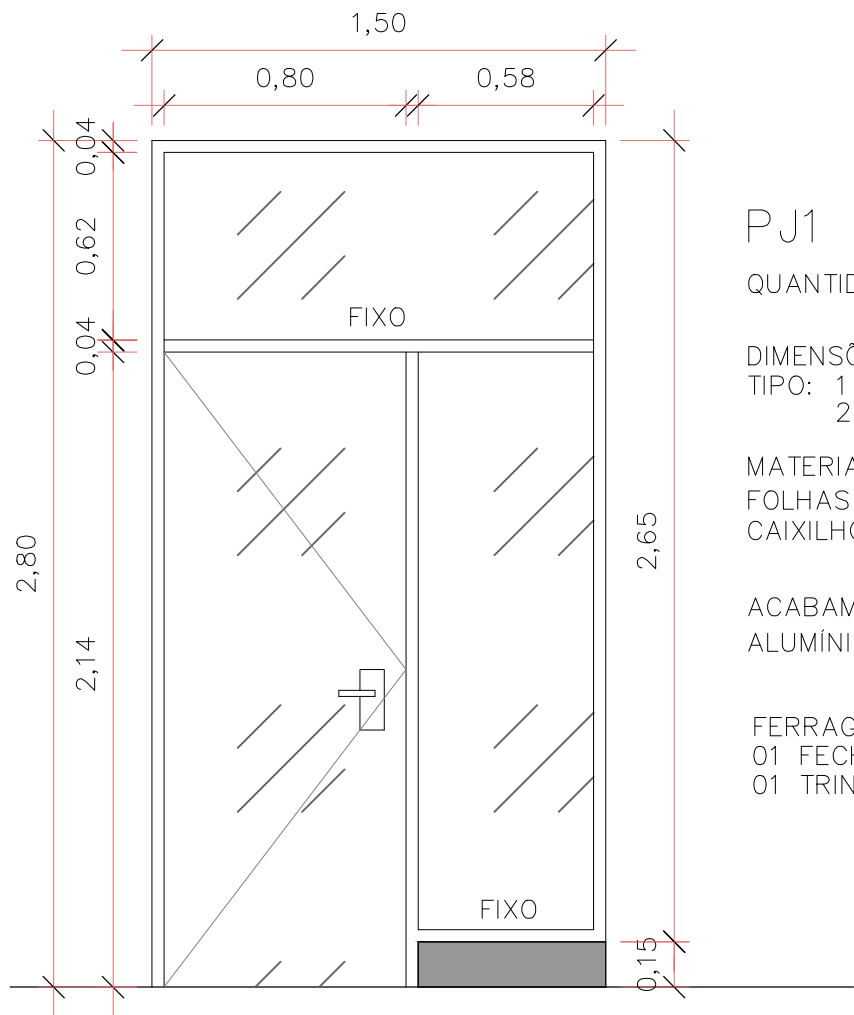 1,50
0,80
0,58
0,04
0,62
0,04
2,80
2,14
2,65
0,15
FIXO
FIXO
PJ1
QUANTID
DIMENSÕ
TIPO: 1
2
MATERIA
FOLHAS
CAIXILHO
ACABAM
ALUMÍNI
FERRAG
01 FECH
01 TRIN